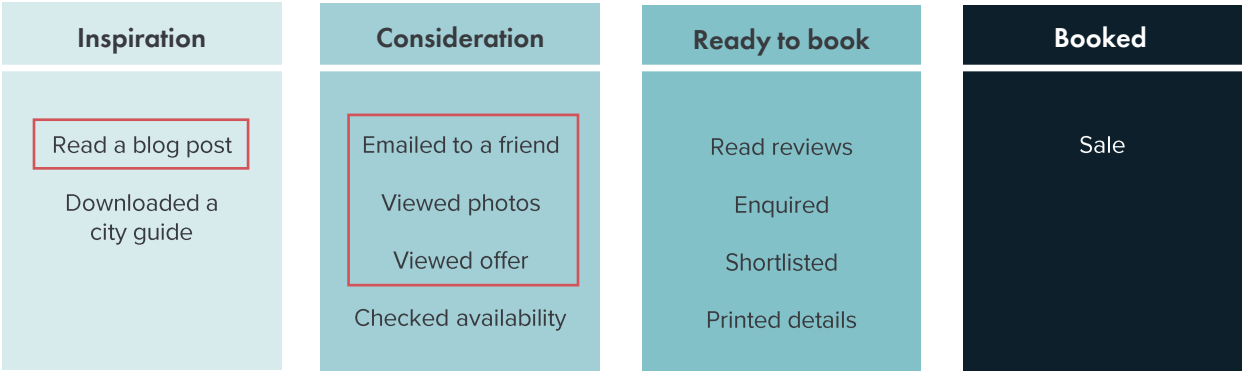 Inspiration
Read a blog post
Downloaded a
city guide
Consideration
Emailed to a friend
Viewed photos
Viewed offer
Checked availability
Ready to book
Read reviews
Enquired
Shortlisted
Printed details
Booked
Sale